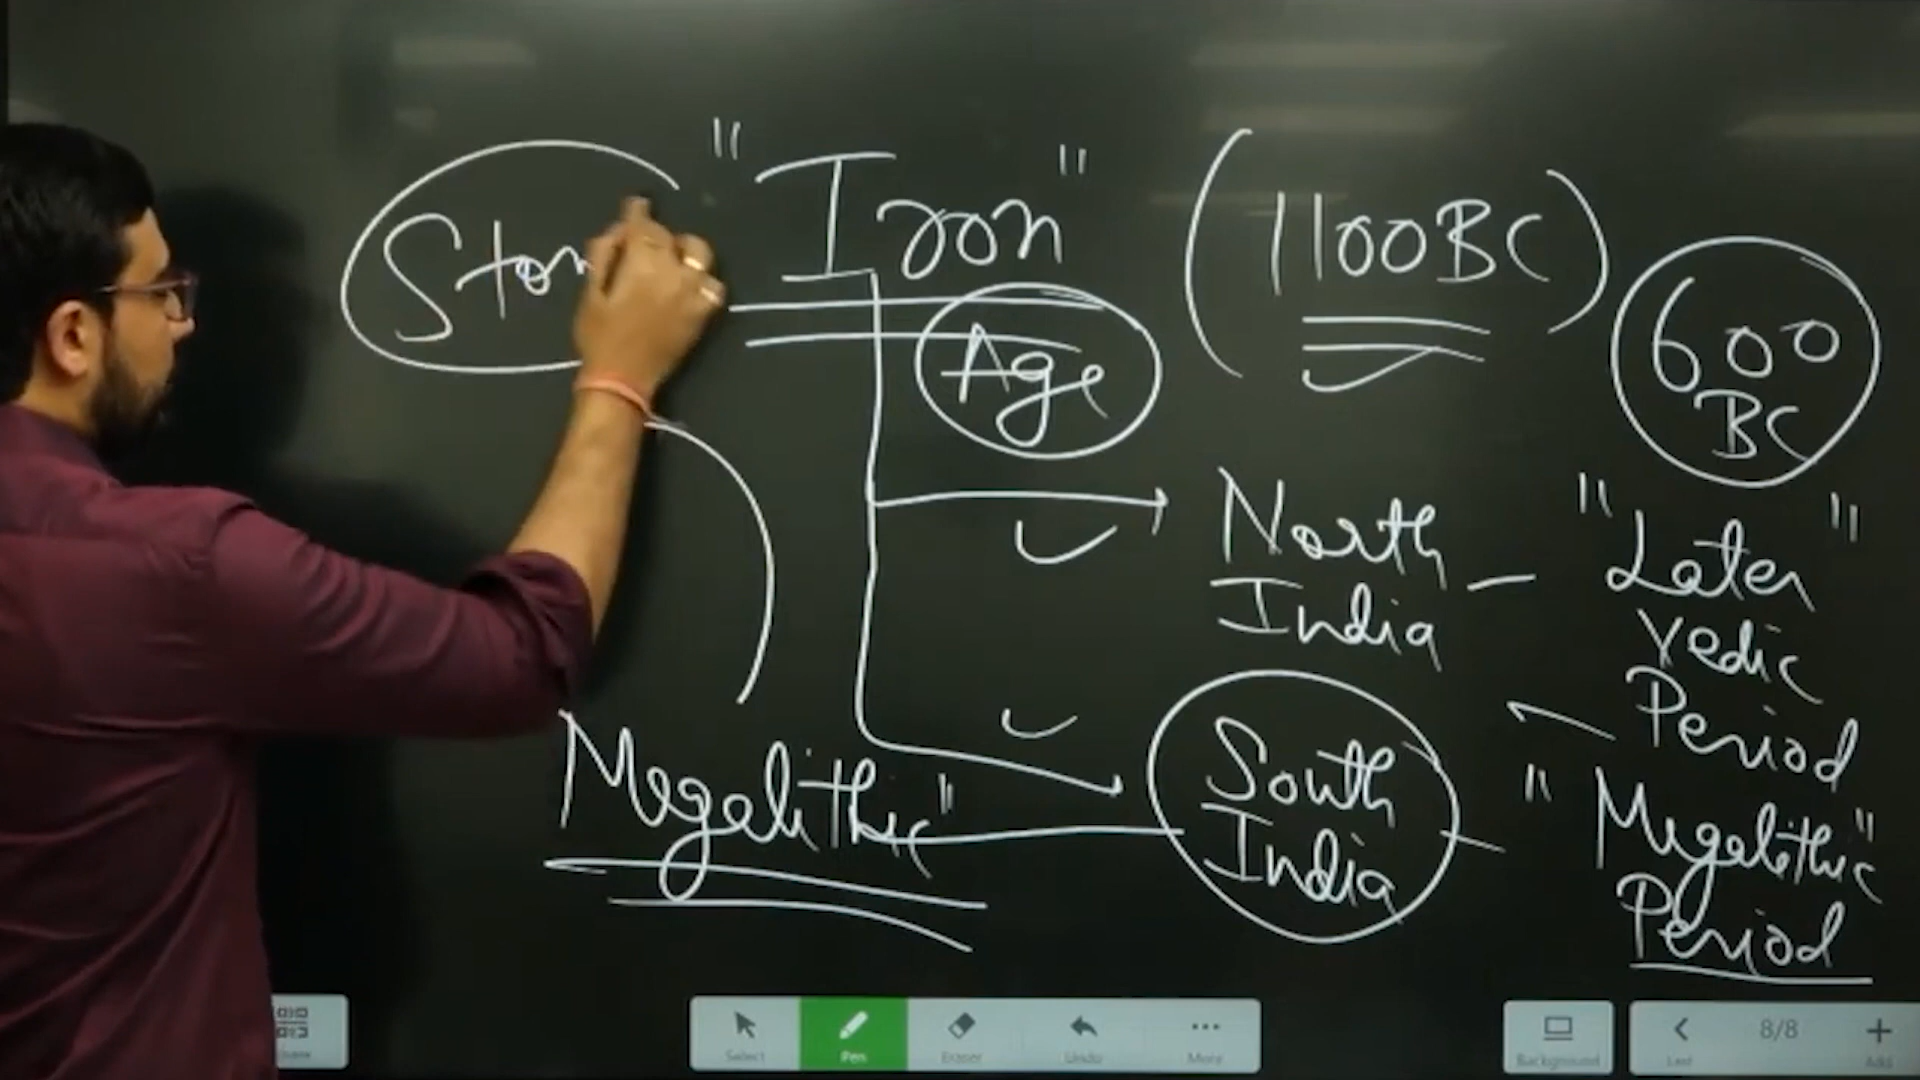 "Iron"
Age
(1100BC)
600
BC
North
India -
"Later"
Vedic
Period
South
India
"Megalithic"
Period
Megalithic"
Select
Pen
Eraser
Undo
More
Background
Last
8/8
Add